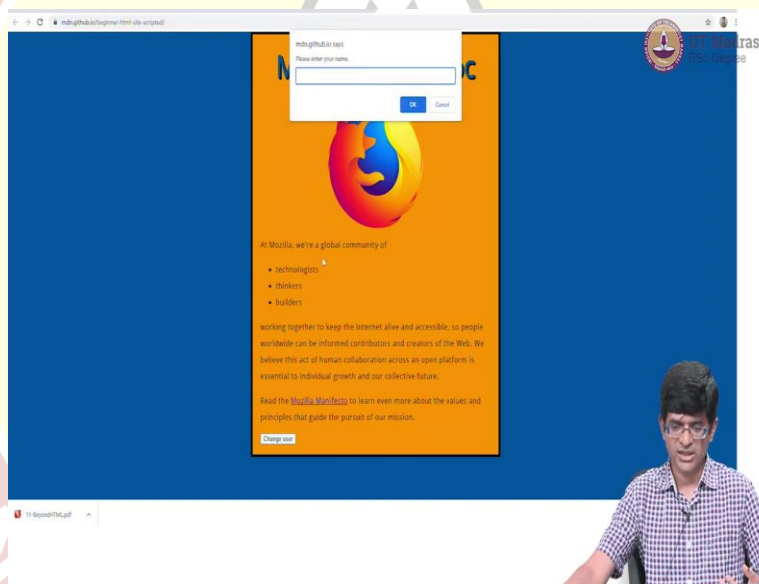 mdn.github.io/beginner-html-site-scripted/
IIT Madras
BSc Degree
mdn.github.io says
Please enter your name.
OK
Cancel
At Mozilla, we're a global community of
technologists
thinkers
builders
working together to keep the Internet alive and accessible, so people
worldwide can be informed contributors and creators of the Web. We
believe this act of human collaboration across an open platform is
essential to individual growth and our collective future.
Read the Mozilla Manifesto to learn even more about the values and
principles that guide the pursuit of our mission.
Change user
11-BeyondHTML.pdf